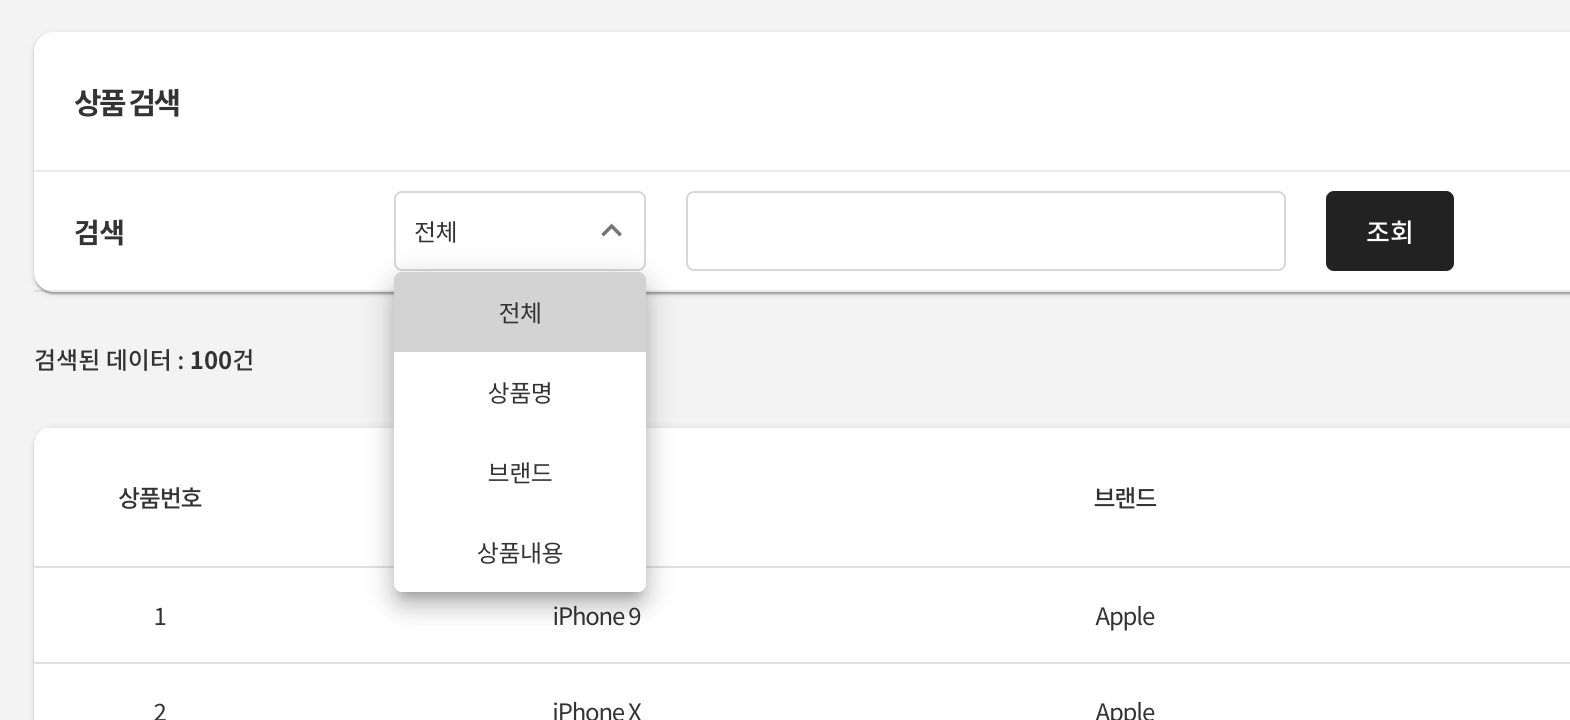 상품 검색
검색 전체 조회
전체
상품명
브랜드
상품내용
검색된 데이터 : 100건
상품번호 브랜드
1 iPhone 9 Apple
2 iPhone X Apple